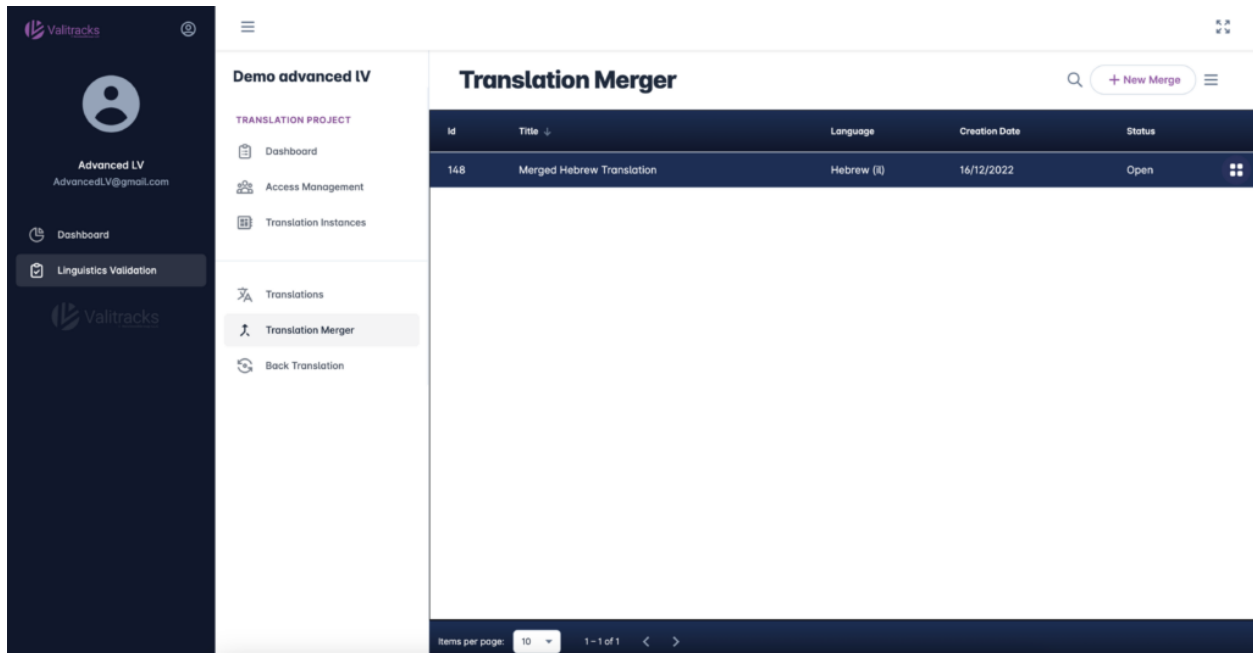 Valitracks
Advanced LV
AdvancedLV@gmail.com
Dashboard
Linguistics Validation
Valitracks
Demo advanced lV
TRANSLATION PROJECT
Dashboard
Access Management
Translation Instances
Translations
Translation Merger
Back Translation
Translation Merger
+ New Merge
Id Title ↓ Language Creation Date Status
148 Merged Hebrew Translation Hebrew (il) 16/12/2022 Open
Items per page: 10 1 – 1 of 1